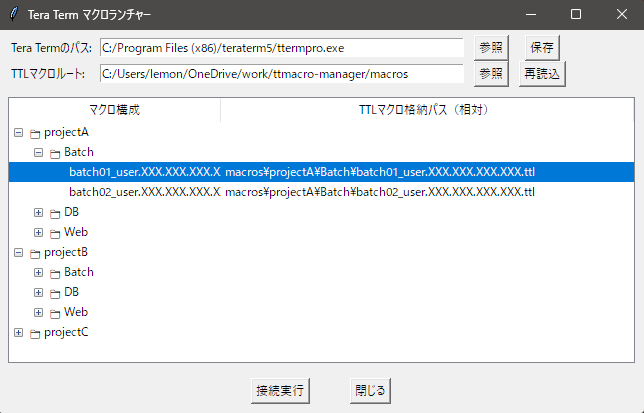 Tera Term マクロランチャー
Tera Termのパス: C:/Program Files (x86)/teraterm5/ttermpro.exe 参照 保存
TTLマクロルート: C:/Users/lemon/OneDrive/work/ttmacro-manager/macros 参照 再読込
マクロ構成 TTLマクロ格納パス（相対）
projectA
Batch
batch01_user.XXX.XXX.XXX.X macros¥projectA¥Batch¥batch01_user.XXX.XXX.XXX.XXX.ttl
batch02_user.XXX.XXX.XXX.X macros¥projectA¥Batch¥batch02_user.XXX.XXX.XXX.XXX.ttl
DB
Web
projectB
Batch
DB
Web
projectC
接続実行 閉じる